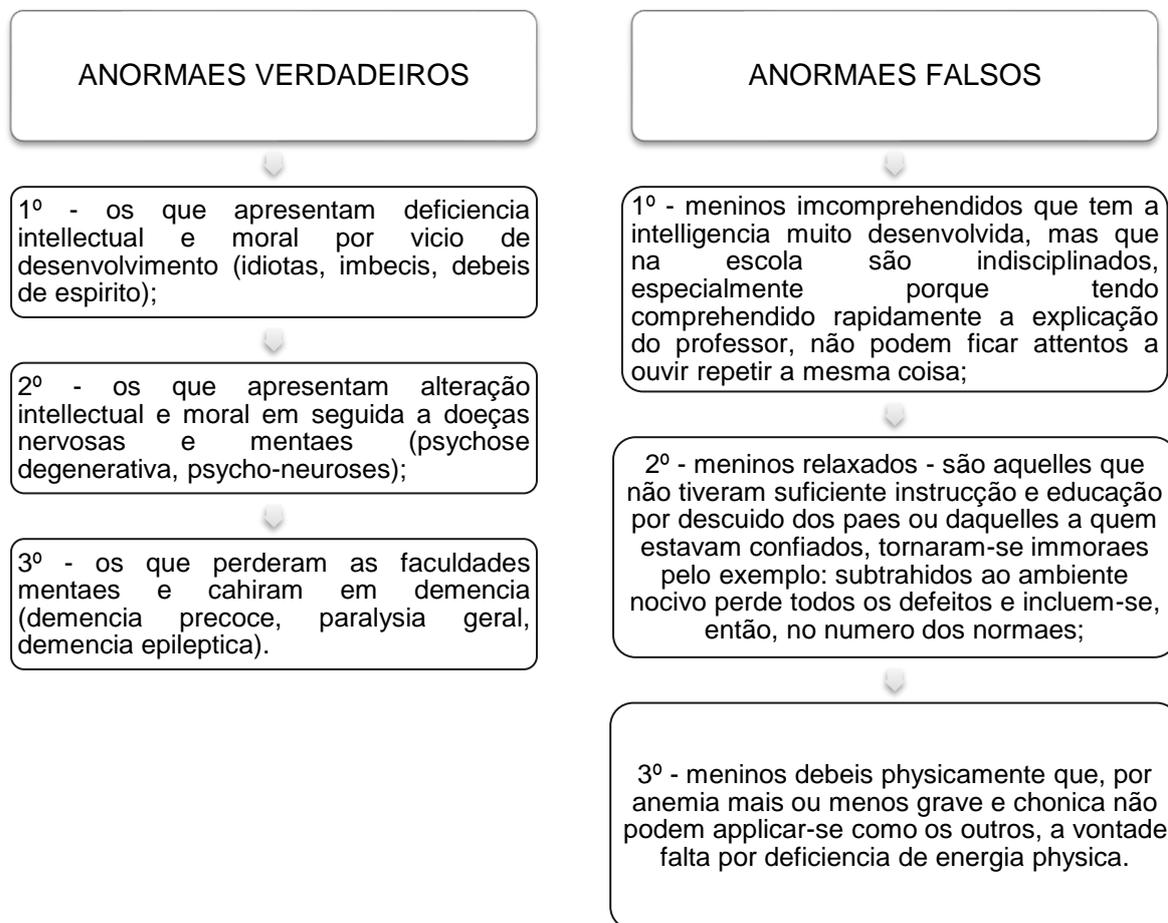 ANORMAES VERDADEIROS
1º - os que apresentam deficiencia
intellectual e moral por vicio de
desenvolvimento (idiotas, imbecis, debeis
de espirito);
2º - os que apresentam alteração
intellectual e moral em seguida a doeças
nervosas e mentaes (psychose
degenerativa, psycho-neuroses);
3º - os que perderam as faculdades
mentaes e cahiram em demencia
(demencia precoce, paralysia geral,
demencia epileptica).
ANORMAES FALSOS
1º - meninos imcomprehendidos que tem a
intelligencia muito desenvolvida, mas que
na escola são indisciplinados,
especialmente porque tendo
comprehendido rapidamente a explicação
do professor, não podem ficar attentos a
ouvir repetir a mesma coisa;
2º - meninos relaxados - são aquelles que
não tiveram suficiente instrucção e educação
por descuido dos paes ou daquelles a quem
estavam confiados, tornaram-se immoraes
pelo exemplo: subtrahidos ao ambiente
nocivo perde todos os defeitos e incluem-se,
então, no numero dos normaes;
3º - meninos debeis physicamente que, por
anemia mais ou menos grave e chonica não
podem applicar-se como os outros, a vontade
falta por deficiencia de energia physica.